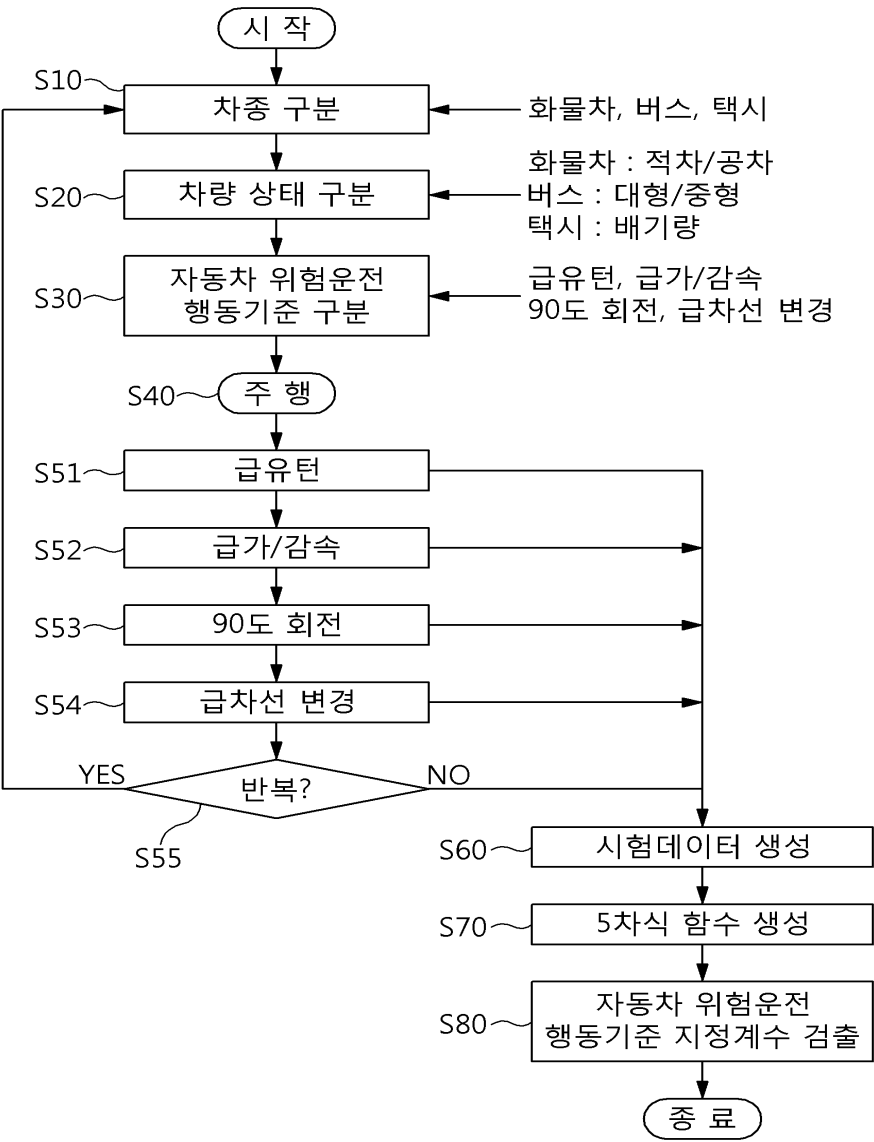 시 작
S10
차종 구분
화물차, 버스, 택시
S20
차량 상태 구분
화물차 : 적차/공차
버스 : 대형/중형
택시 : 배기량
S30
자동차 위험운전
행동기준 구분
급유턴, 급가/감속
90도 회전, 급차선 변경
S40
주 행
S51
급유턴
S52
급가/감속
S53
90도 회전
S54
급차선 변경
YES
반복?
NO
S55
S60
시험데이터 생성
S70
5차식 함수 생성
S80
자동차 위험운전
행동기준 지정계수 검출
종 료